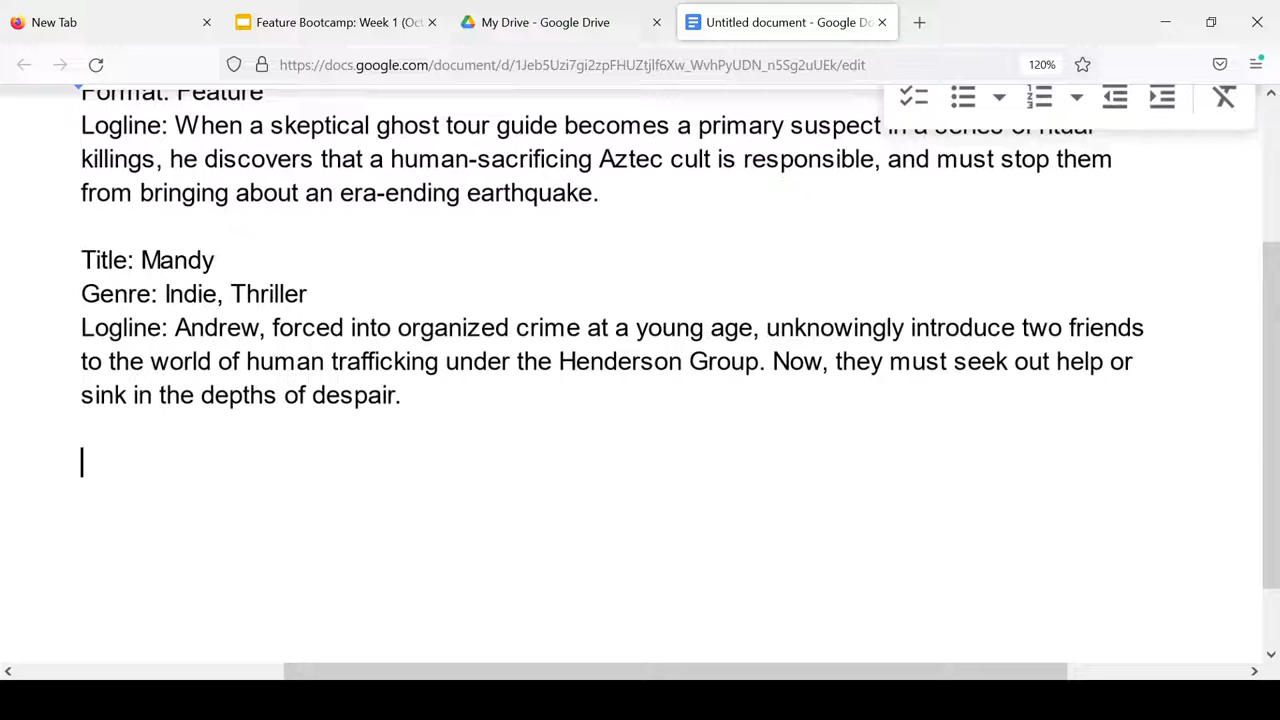 New Tab
Feature Bootcamp: Week 1 (Oct
My Drive - Google Drive
Untitled document - Google Do
https://docs.google.com/document/d/1Jeb5Uzi7gi2zpFHUZtjlf6Xw_WvhPyUDN_n5Sg2uUEk/edit
120%
Format: Feature
Logline: When a skeptical ghost tour guide becomes a primary suspect in a series of ritual
killings, he discovers that a human-sacrificing Aztec cult is responsible, and must stop them
from bringing about an era-ending earthquake.
Title: Mandy
Genre: Indie, Thriller
Logline: Andrew, forced into organized crime at a young age, unknowingly introduce two friends
to the world of human trafficking under the Henderson Group. Now, they must seek out help or
sink in the depths of despair.